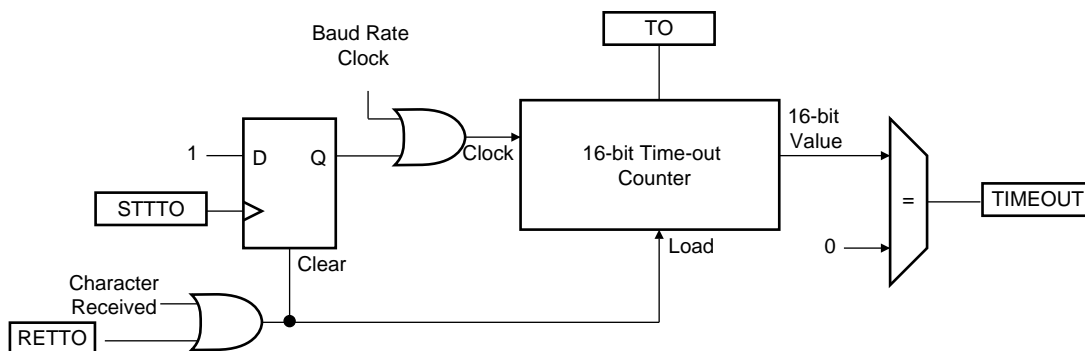 TO
Baud Rate
Clock
16-bit
Value
1
D
Q
Clock
16-bit Time-out
Counter
STTTO
=
TIMEOUT
Clear
Load
0
Character
Received
RETTO